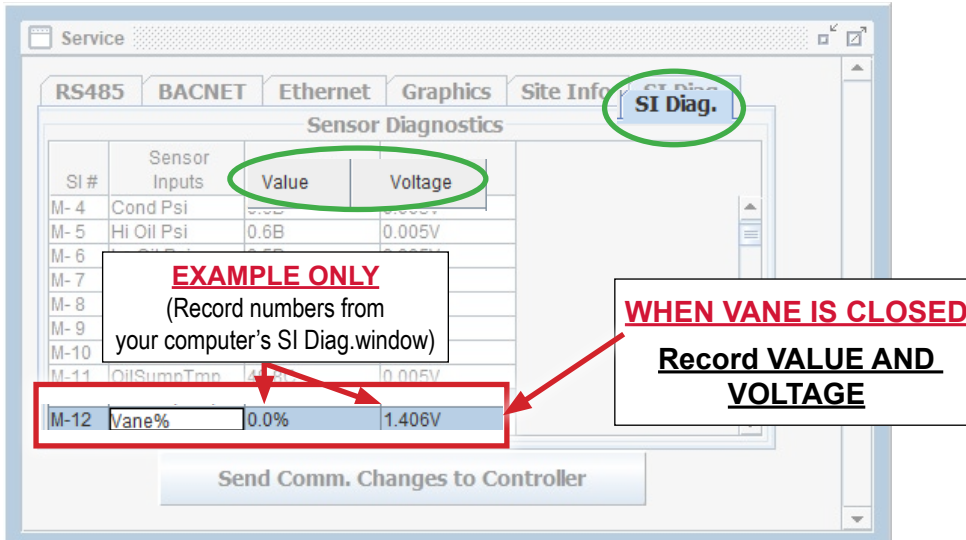 Service
RS485 BACNET Ethernet Graphics Site Info SI Diag.
Sensor Diagnostics
SI # Sensor Inputs Value Voltage
M- 4 Cond Psi
M- 5 Hi Oil Psi 0.6B 0.005V
M- 6
M- 7
M- 8
M- 9
M-10
M-11 OilSumpTmp 0.005V
M-12 Vane% 0.0% 1.406V
EXAMPLE ONLY
(Record numbers from
your computer's SI Diag.window)
WHEN VANE IS CLOSED
Record VALUE AND
VOLTAGE
Send Comm. Changes to Controller